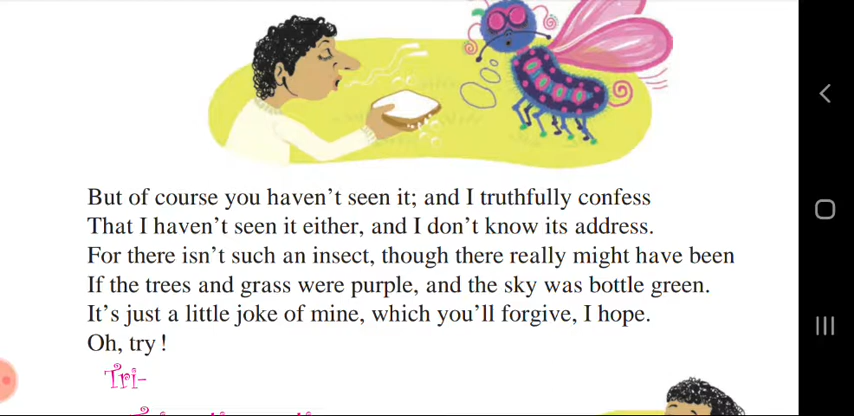 But of course you haven't seen it; and I truthfully confess
That I haven't seen it either, and I don't know its address.
For there isn't such an insect, though there really might have been
If the trees and grass were purple, and the sky was bottle green.
It's just a little joke of mine, which you'll forgive, I hope.
Oh, try !
Tri-